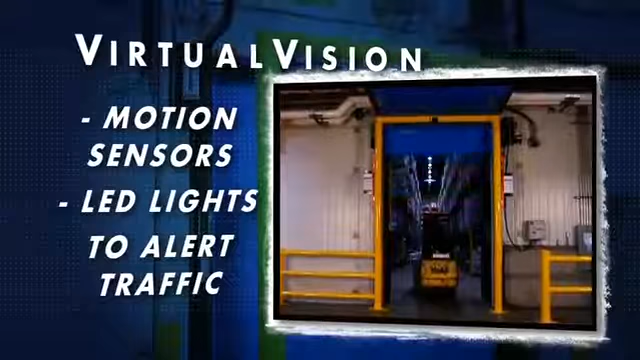 VIRTUALVISION
- MOTION
SENSORS
- LED LIGHTS
TO ALERT
TRAFFIC